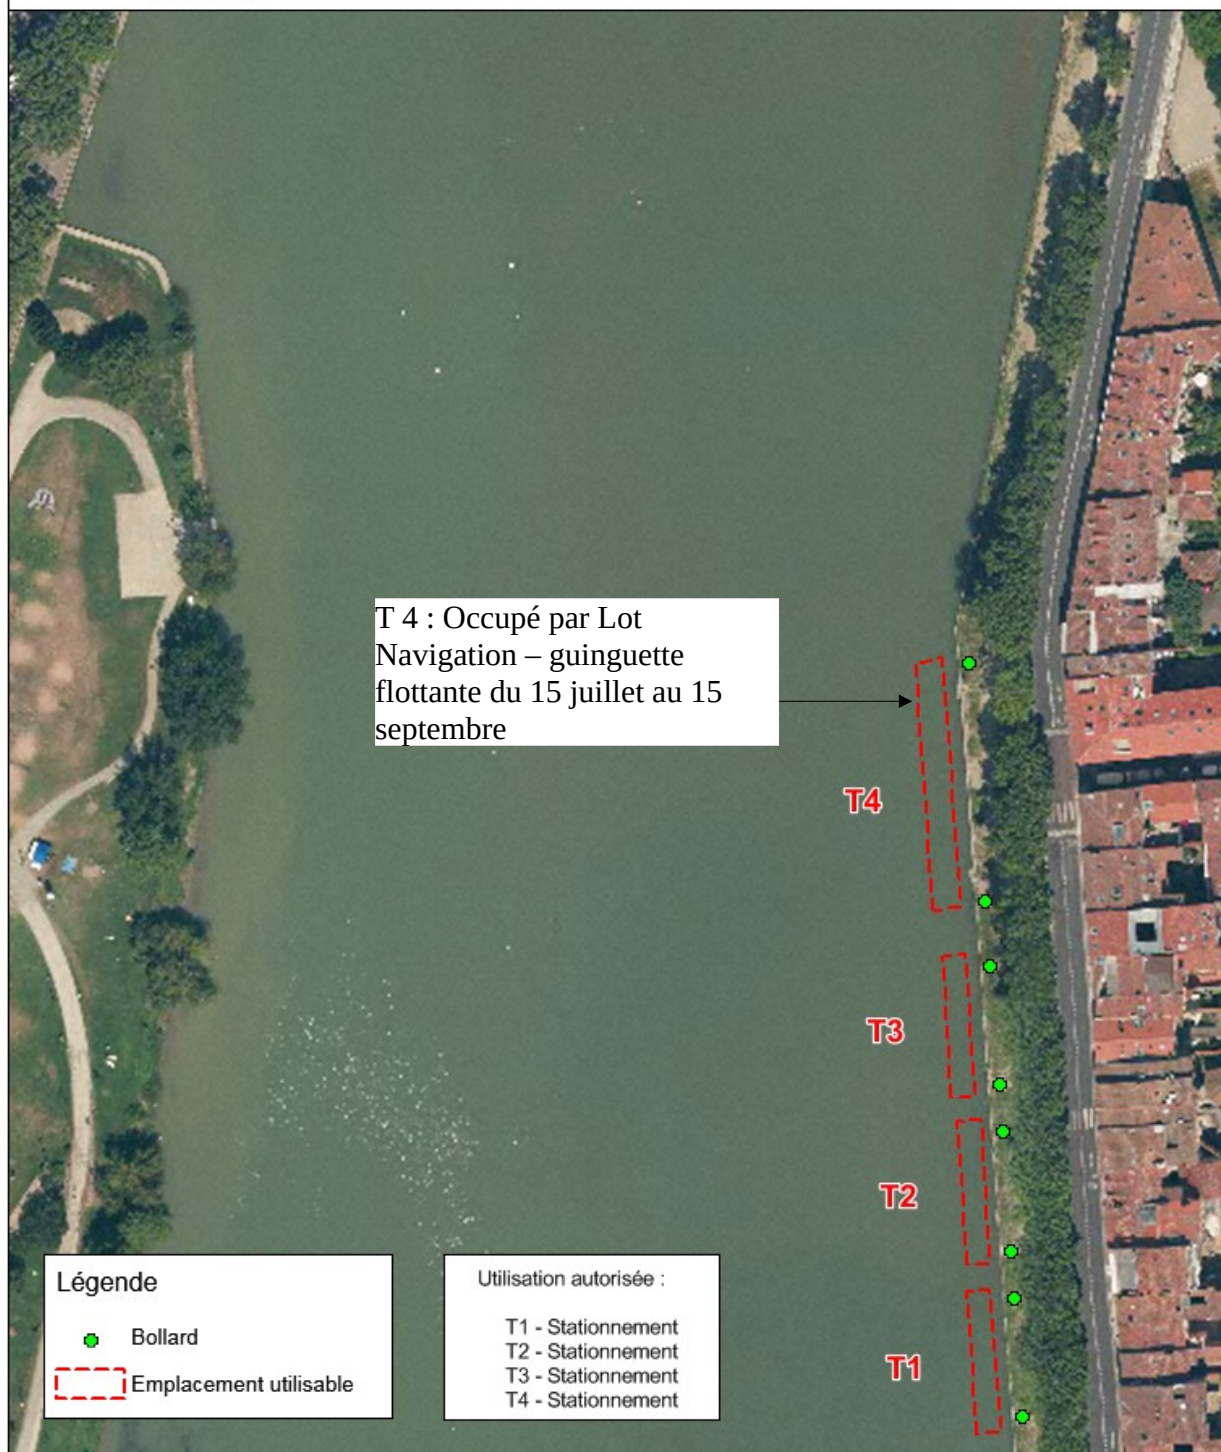 T 4 : Occupé par Lot
Navigation – guinguette
flottante du 15 juillet au 15
septembre
T4
T3
T2
T1
Légende
Bollard
Emplacement utilisable
Utilisation autorisée :
T1 - Stationnement
T2 - Stationnement
T3 - Stationnement
T4 - Stationnement